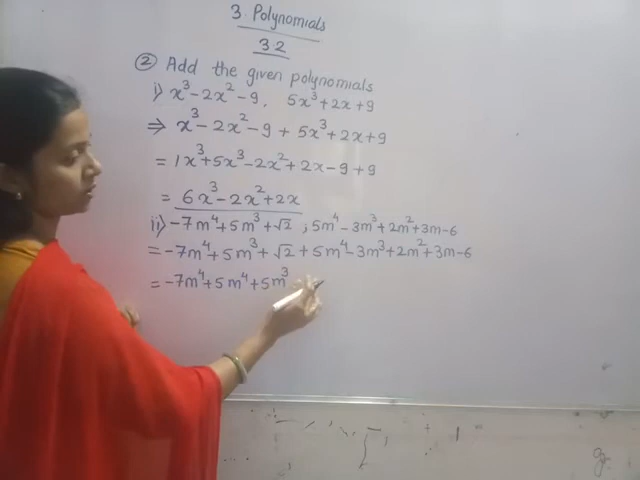 3. Polynomials
3.2
② Add the given polynomials
i) x³ - 2x² - 9, 5x³ + 2x + 9
⇒ x³ - 2x² - 9 + 5x³ + 2x + 9
= 1x³ + 5x³ - 2x² + 2x - 9 + 9
= 6x³ - 2x² + 2x
ii) -7m⁴ + 5m³ + √2 ; 5m⁴ - 3m³ + 2m² + 3m - 6
= -7m⁴ + 5m³ + √2 + 5m⁴ - 3m³ + 2m² + 3m - 6
= -7m⁴ + 5m⁴ + 5m³